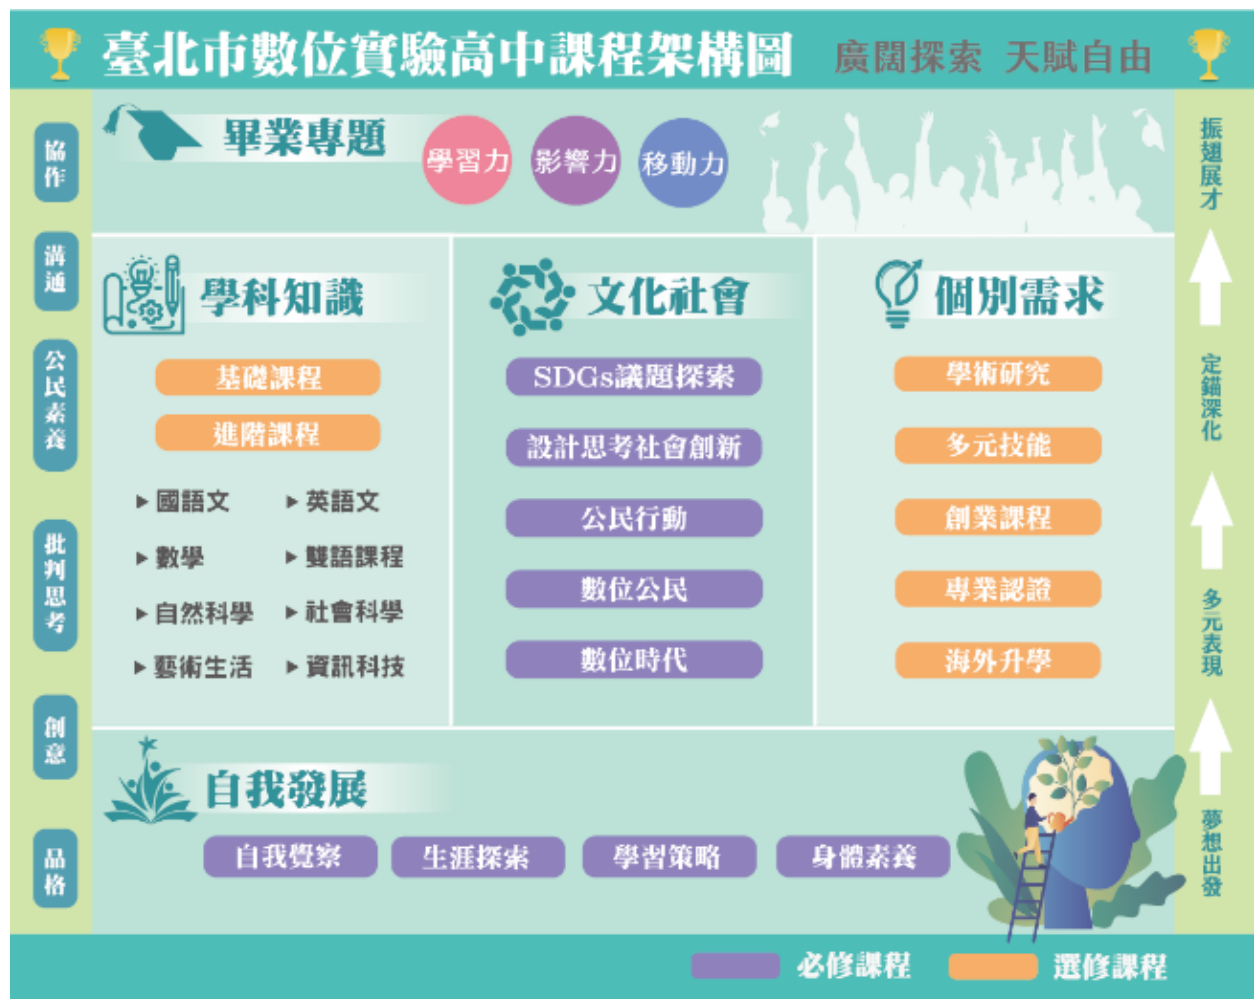 臺北市數位實驗高中課程架構圖 廣闊探索 天賦自由
協作
溝通
公民素養
批判思考
創意
品格
畢業專題
學習力
影響力
移動力
學科知識
基礎課程
進階課程
▶國語文 ▶英語文
▶數學 ▶雙語課程
▶自然科學 ▶社會科學
▶藝術生活 ▶資訊科技
文化社會
SDGs議題探索
設計思考社會創新
公民行動
數位公民
數位時代
個別需求
學術研究
多元技能
創業課程
專業認證
海外升學
自我發展
自我覺察
生涯探索
學習策略
身體素養
振翅展才
定錨深化
多元表現
夢想出發
必修課程
選修課程